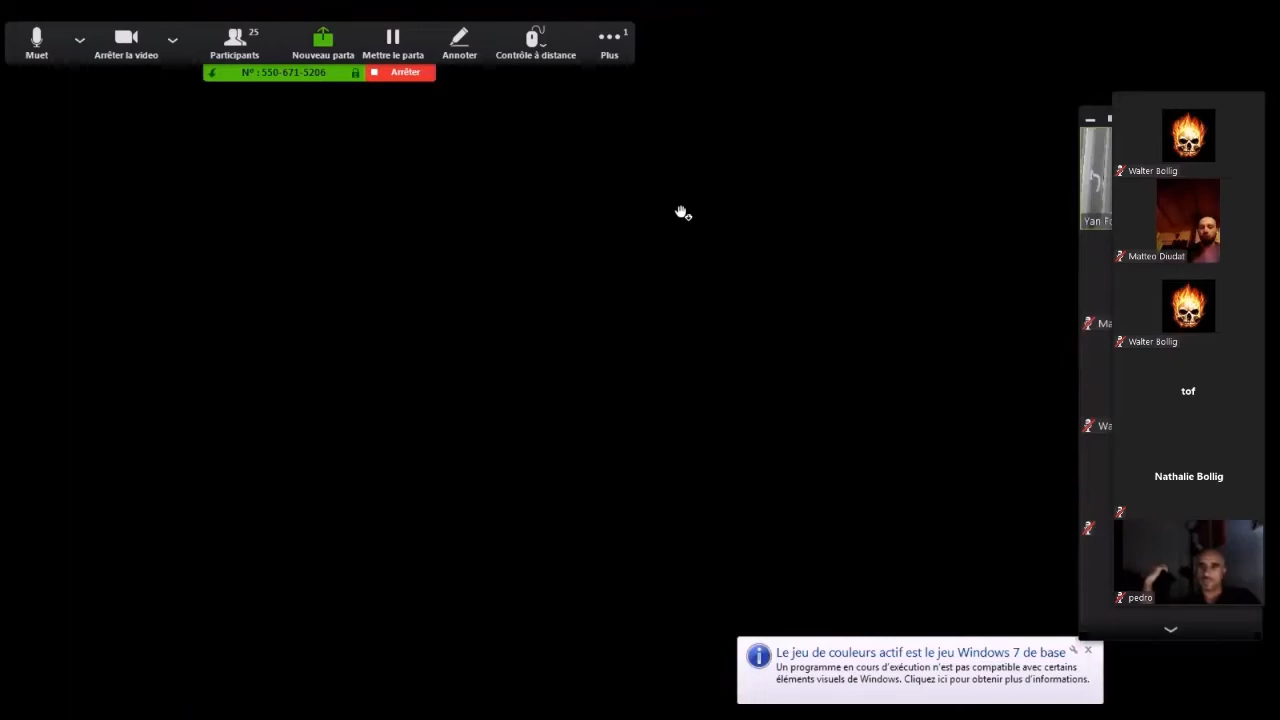 25
1
Muet
Arrêter la video
Participants
Nouveau parta
Mettre le parta
Annoter
Contrôle à distance
Plus
Nº : 550-671-5206
Arrêter
Walter Bollig
Yan Fo
Matteo Diudat
Ma
Walter Bollig
tof
Wa
Nathalie Bollig
pedro
Le jeu de couleurs actif est le jeu Windows 7 de base
Un programme en cours d'exécution n'est pas compatible avec certains
éléments visuels de Windows. Cliquez ici pour obtenir plus d'informations.